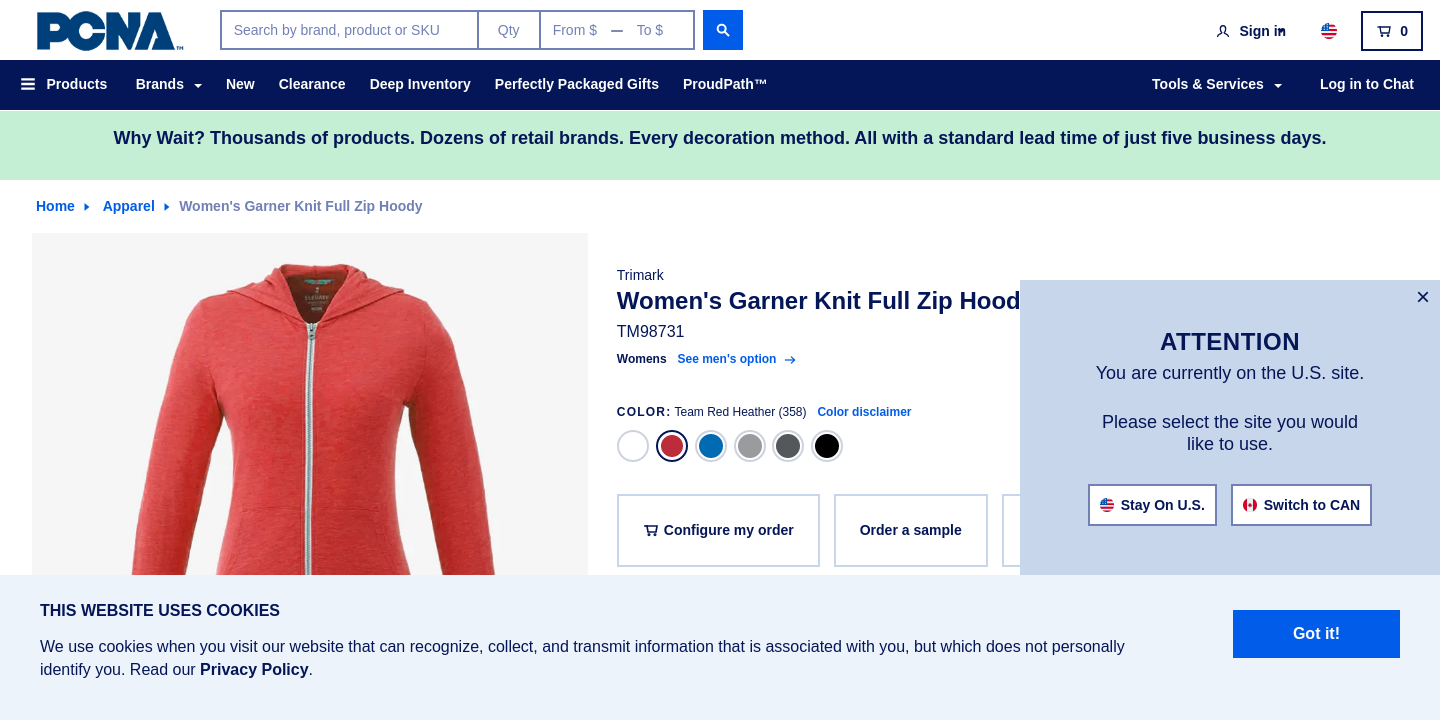 PCNA™
Search by brand, product or SKU
Qty
From $ — To $
Sign in
0
Products
Brands
New
Clearance
Deep Inventory
Perfectly Packaged Gifts
ProudPath™
Tools & Services
Log in to Chat
Why Wait? Thousands of products. Dozens of retail brands. Every decoration method. All with a standard lead time of just five business days.
Home
Apparel
Women's Garner Knit Full Zip Hoody
Trimark
Women's Garner Knit Full Zip Hood
TM98731
Womens See men's option
COLOR: Team Red Heather (358) Color disclaimer
Configure my order
Order a sample
ATTENTION
You are currently on the U.S. site.
Please select the site you would
like to use.
Stay On U.S.
Switch to CAN
THIS WEBSITE USES COOKIES
We use cookies when you visit our website that can recognize, collect, and transmit information that is associated with you, but which does not personally
identify you. Read our Privacy Policy.
Got it!